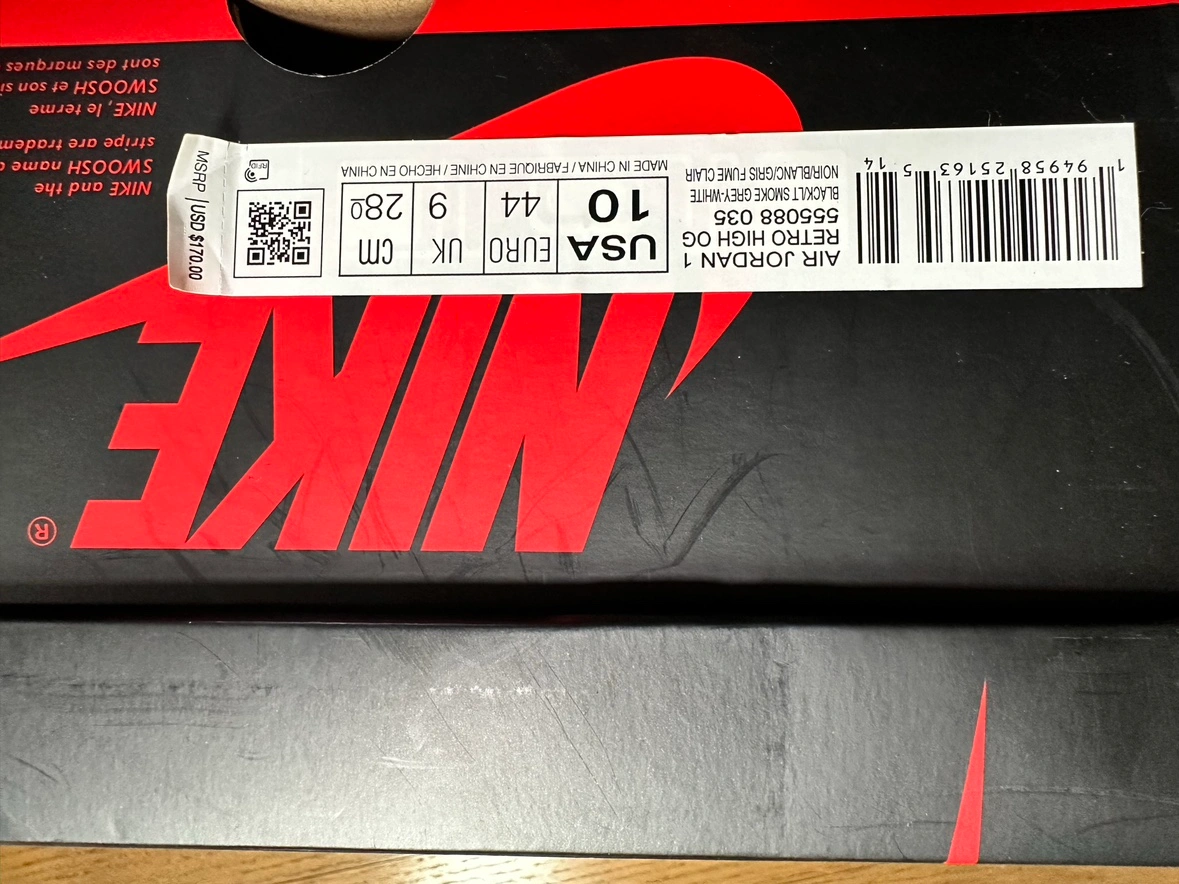 AIR JORDAN 1
RETRO HIGH OG
555088 035
BLACK/LT SMOKE GREY-WHITE
NOIR/BLANC/GRIS FUME CLAIR
1 94958 25163 5 14
USA
10
EURO
44
UK
9
CM
280
MADE IN CHINA / FABRIQUE EN CHINE / HECHO EN CHINA
RFID
MSRP USD $170.00
NIKE
®
NIKE and the
SWOOSH name
stripe are
NIKE, le terme
SWOOSH et son
sont des marques